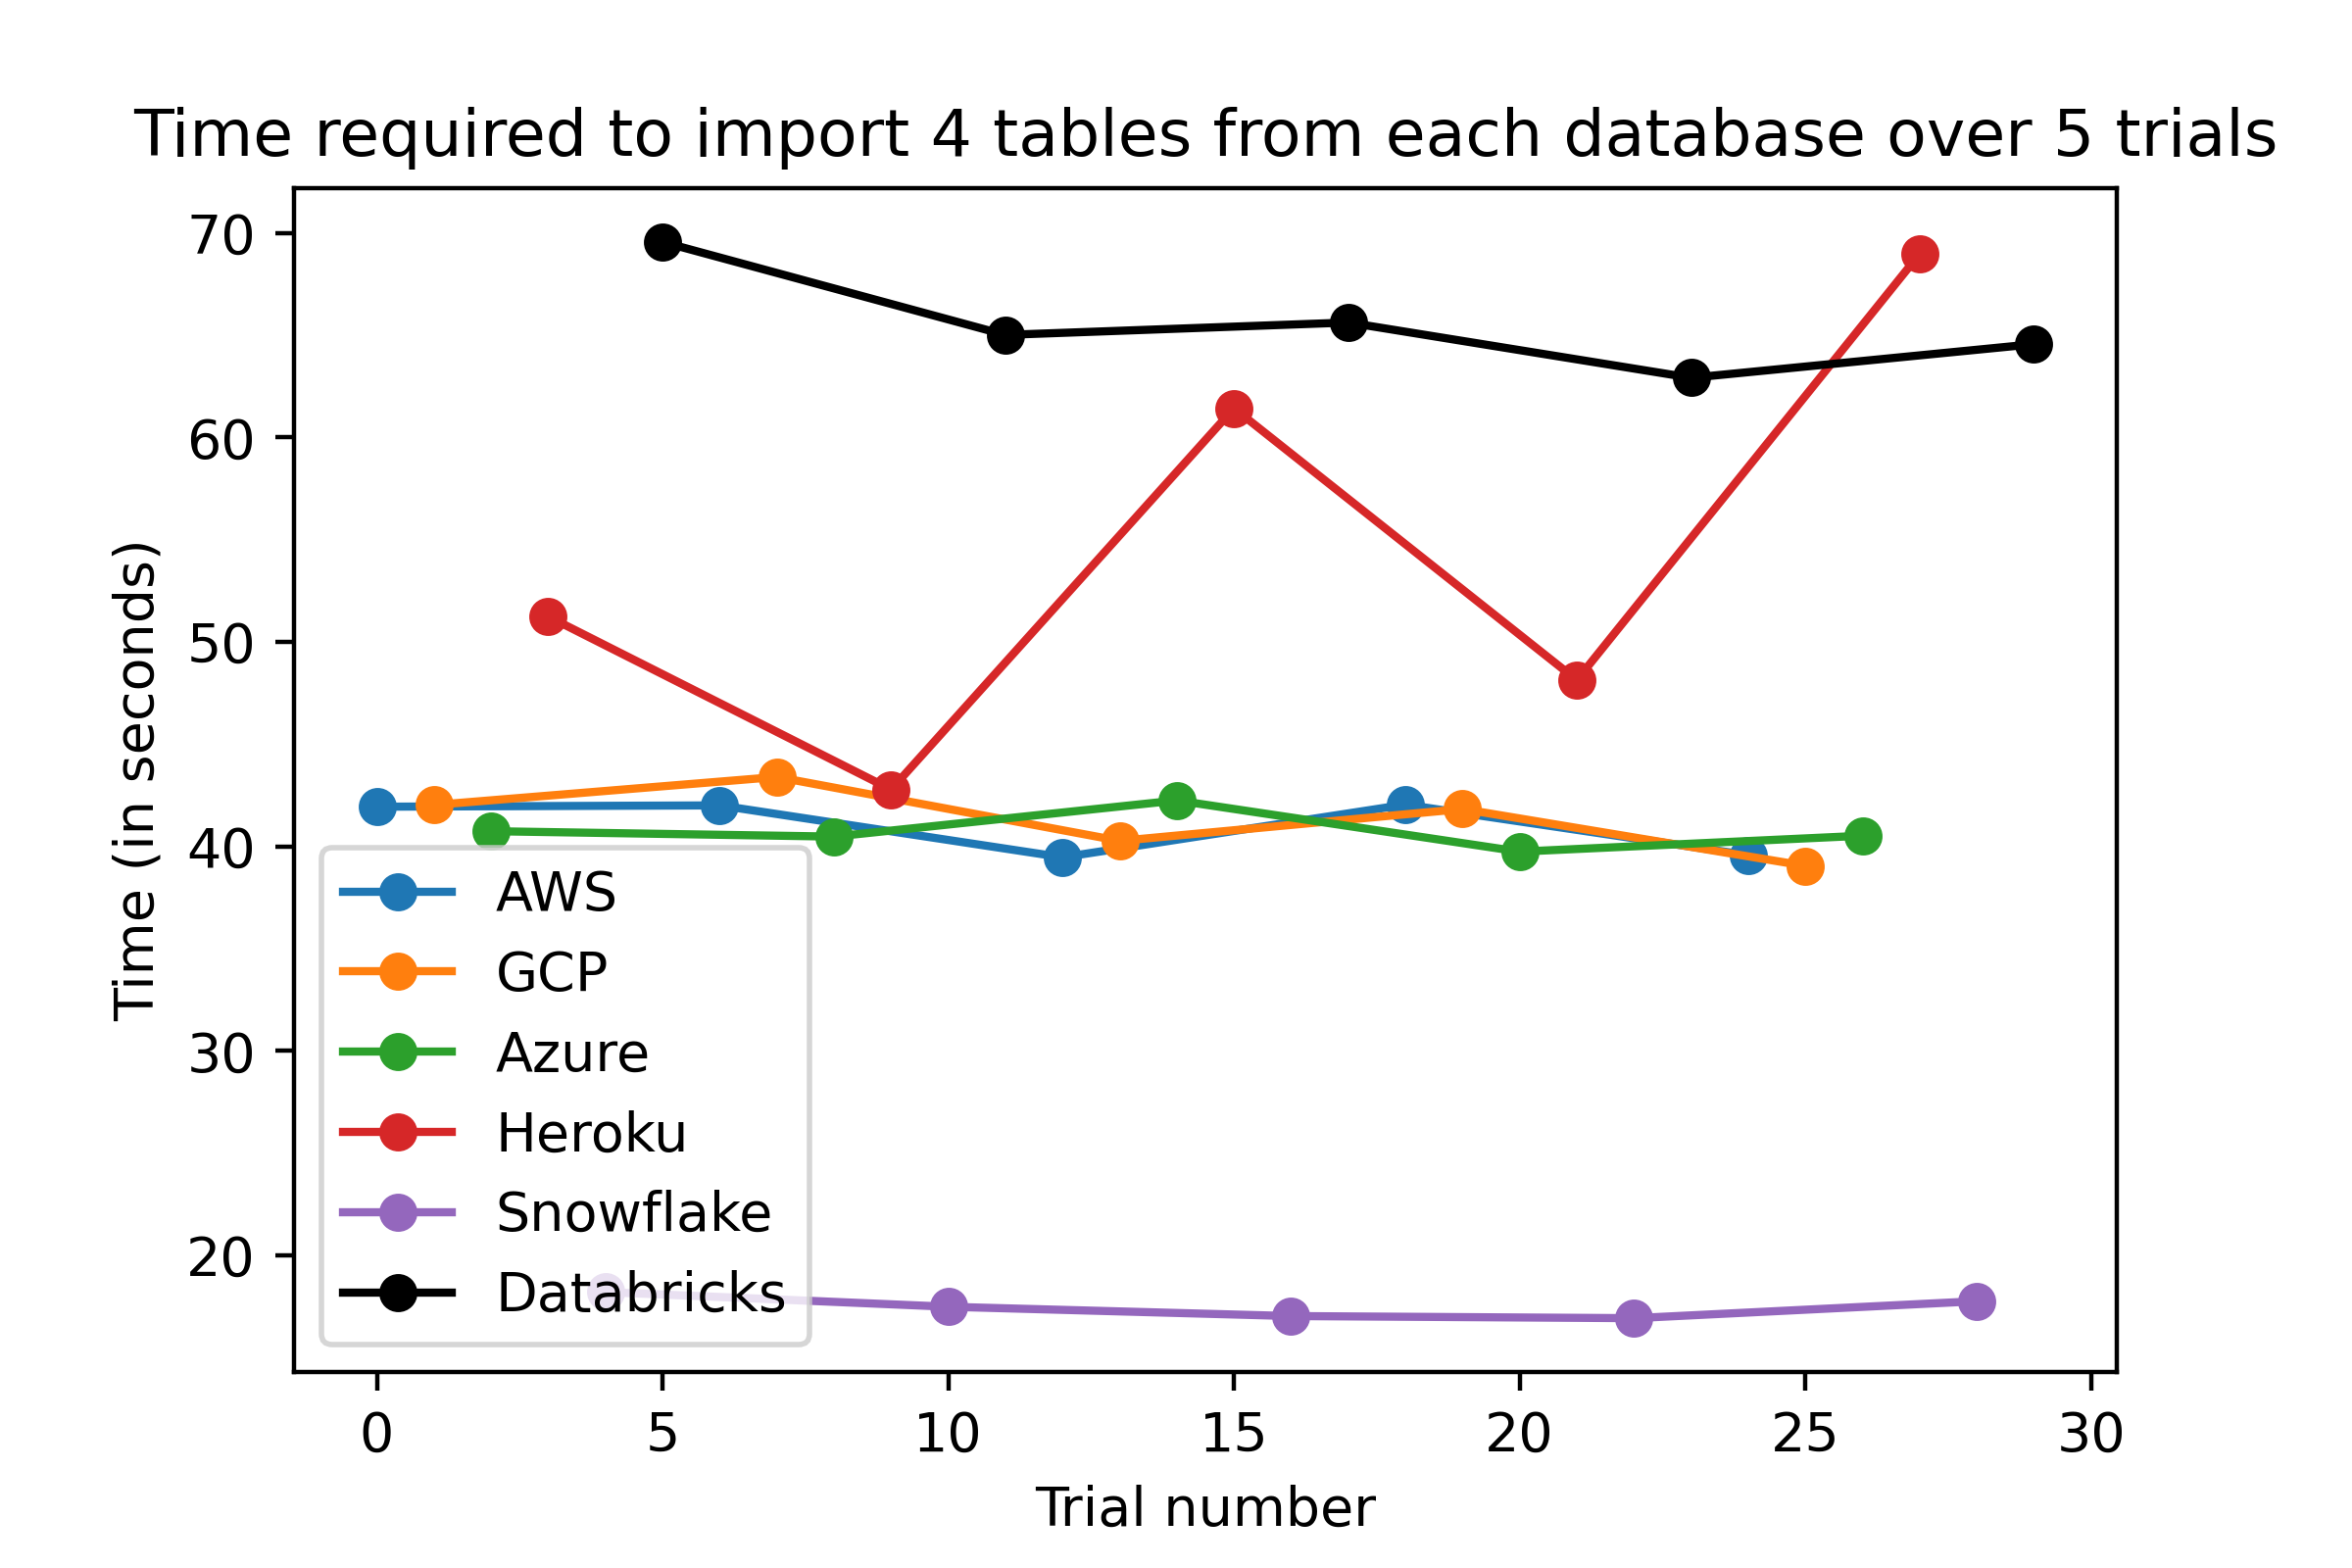 Time required to import 4 tables from each database over 5 trials
70
60
50
40
30
20
Time (in seconds)
AWS
GCP
Azure
Heroku
Snowflake
Databricks
0 5 10 15 20 25 30
Trial number